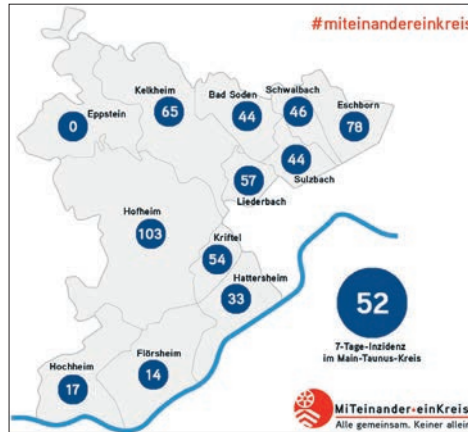 #miteinandereinkreis
Kelkheim
65
Bad Soden
44
Schwalbach
46
Eschborn
78
Eppstein
0
44
Sulzbach
57
Liederbach
Hofheim
103
Kriftel
54
Hattersheim
33
52
7-Tage-Inzidenz
im Main-Taunus-Kreis
Hochheim
17
Flörsheim
14
MiTeinander·einKreis
Alle gemeinsam. Keiner allein